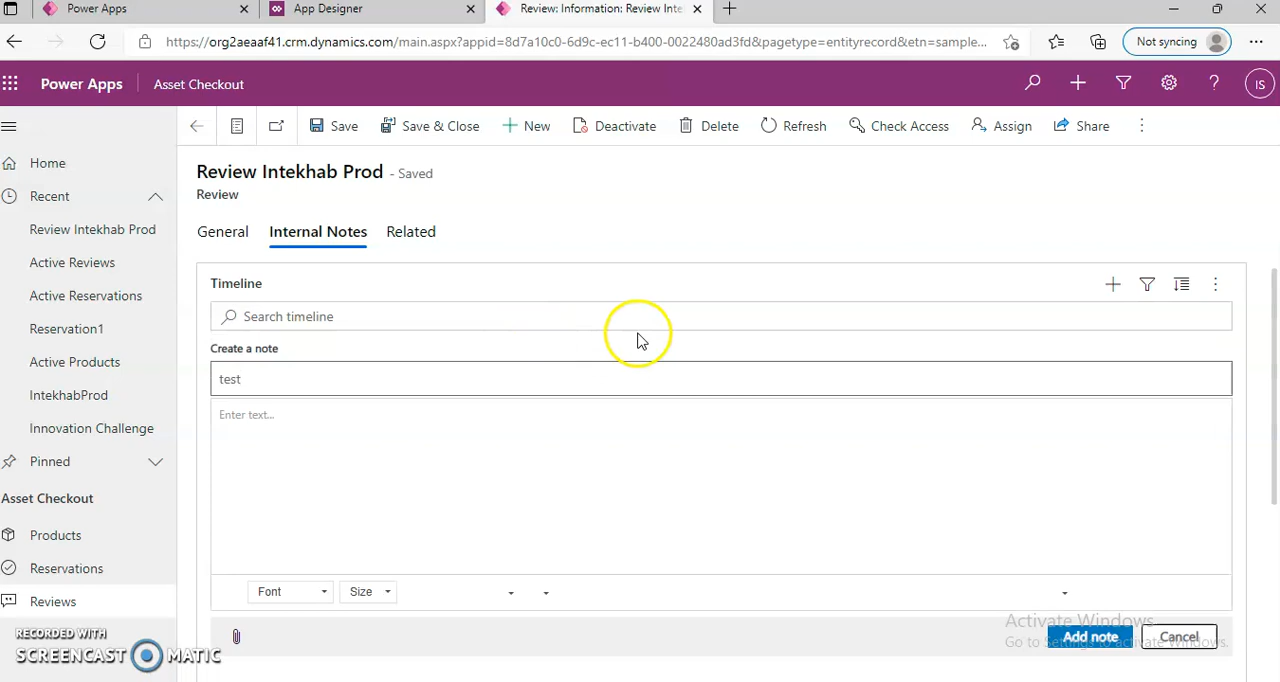 Power Apps
App Designer
Review: Information: Review Inte
https://org2aeaaf41.crm.dynamics.com/main.aspx?appid=8d7a10c0-6d9c-ec11-b400-0022480ad3fd&pagetype=entityrecord&etn=sample...
Not syncing
Power Apps
Asset Checkout
IS
Save
Save & Close
New
Deactivate
Delete
Refresh
Check Access
Assign
Share
Home
Recent
Review Intekhab Prod
Active Reviews
Active Reservations
Reservation1
Active Products
IntekhabProd
Innovation Challenge
Pinned
Asset Checkout
Products
Reservations
Reviews
Review Intekhab Prod - Saved
Review
General
Internal Notes
Related
Timeline
Search timeline
Create a note
test
Enter text...
Font
Size
Add note
Cancel
Activate Windows
Go to Settings to activate Windows.
RECORDED WITH
SCREENCAST MATIC